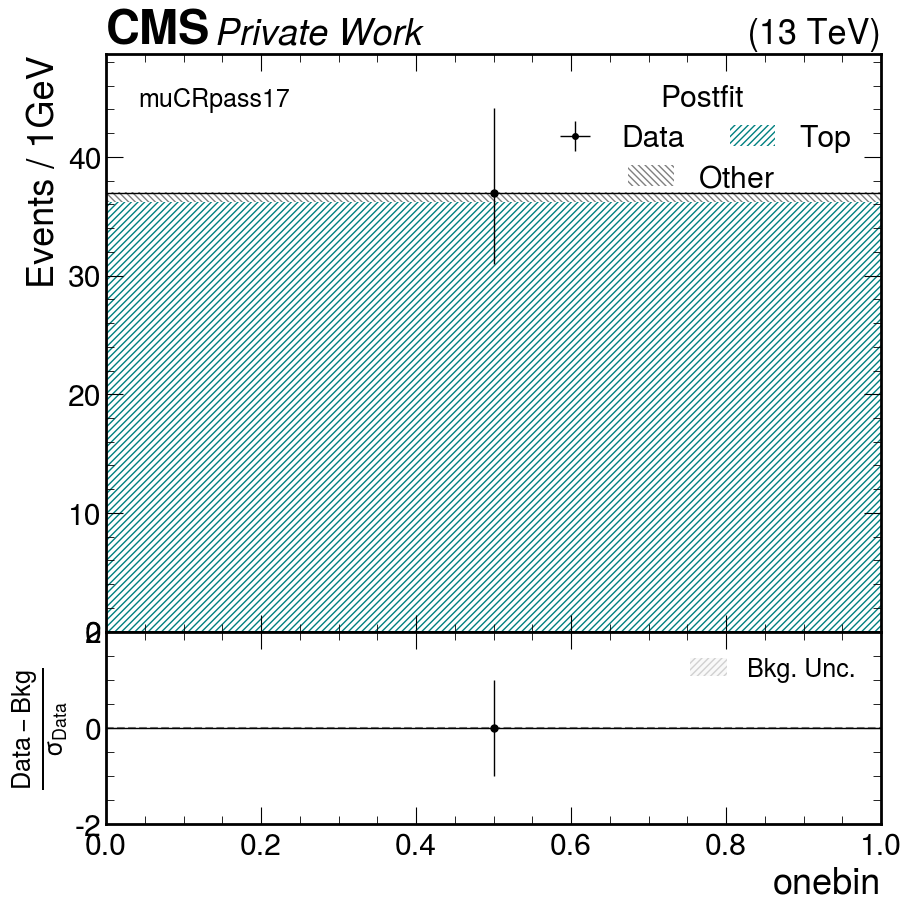 CMS Private Work (13 TeV)
Events / 1GeV
muCRpass17
Postfit
Data Top
Other
40
30
20
10
0
2
Bkg. Unc.
Data – Bkg
σData
0
-2
0.0 0.2 0.4 0.6 0.8 1.0
onebin